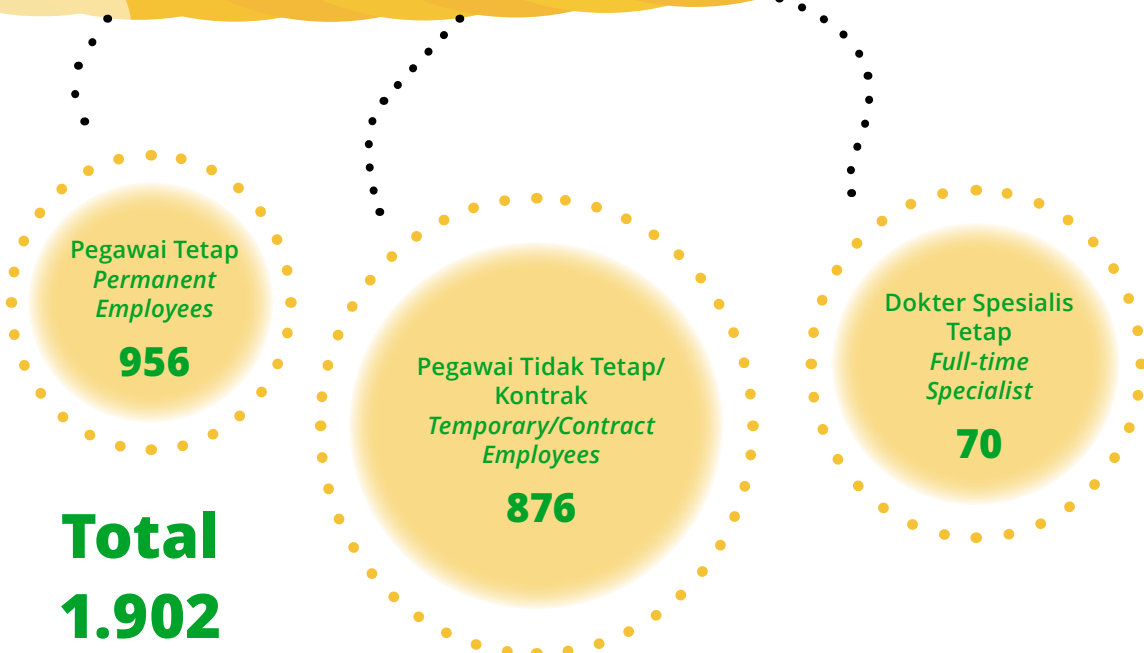 Pegawai Tetap
Permanent
Employees
956
Pegawai Tidak Tetap/
Kontrak
Temporary/Contract
Employees
876
Dokter Spesialis
Tetap
Full-time
Specialist
70
Total
1.902